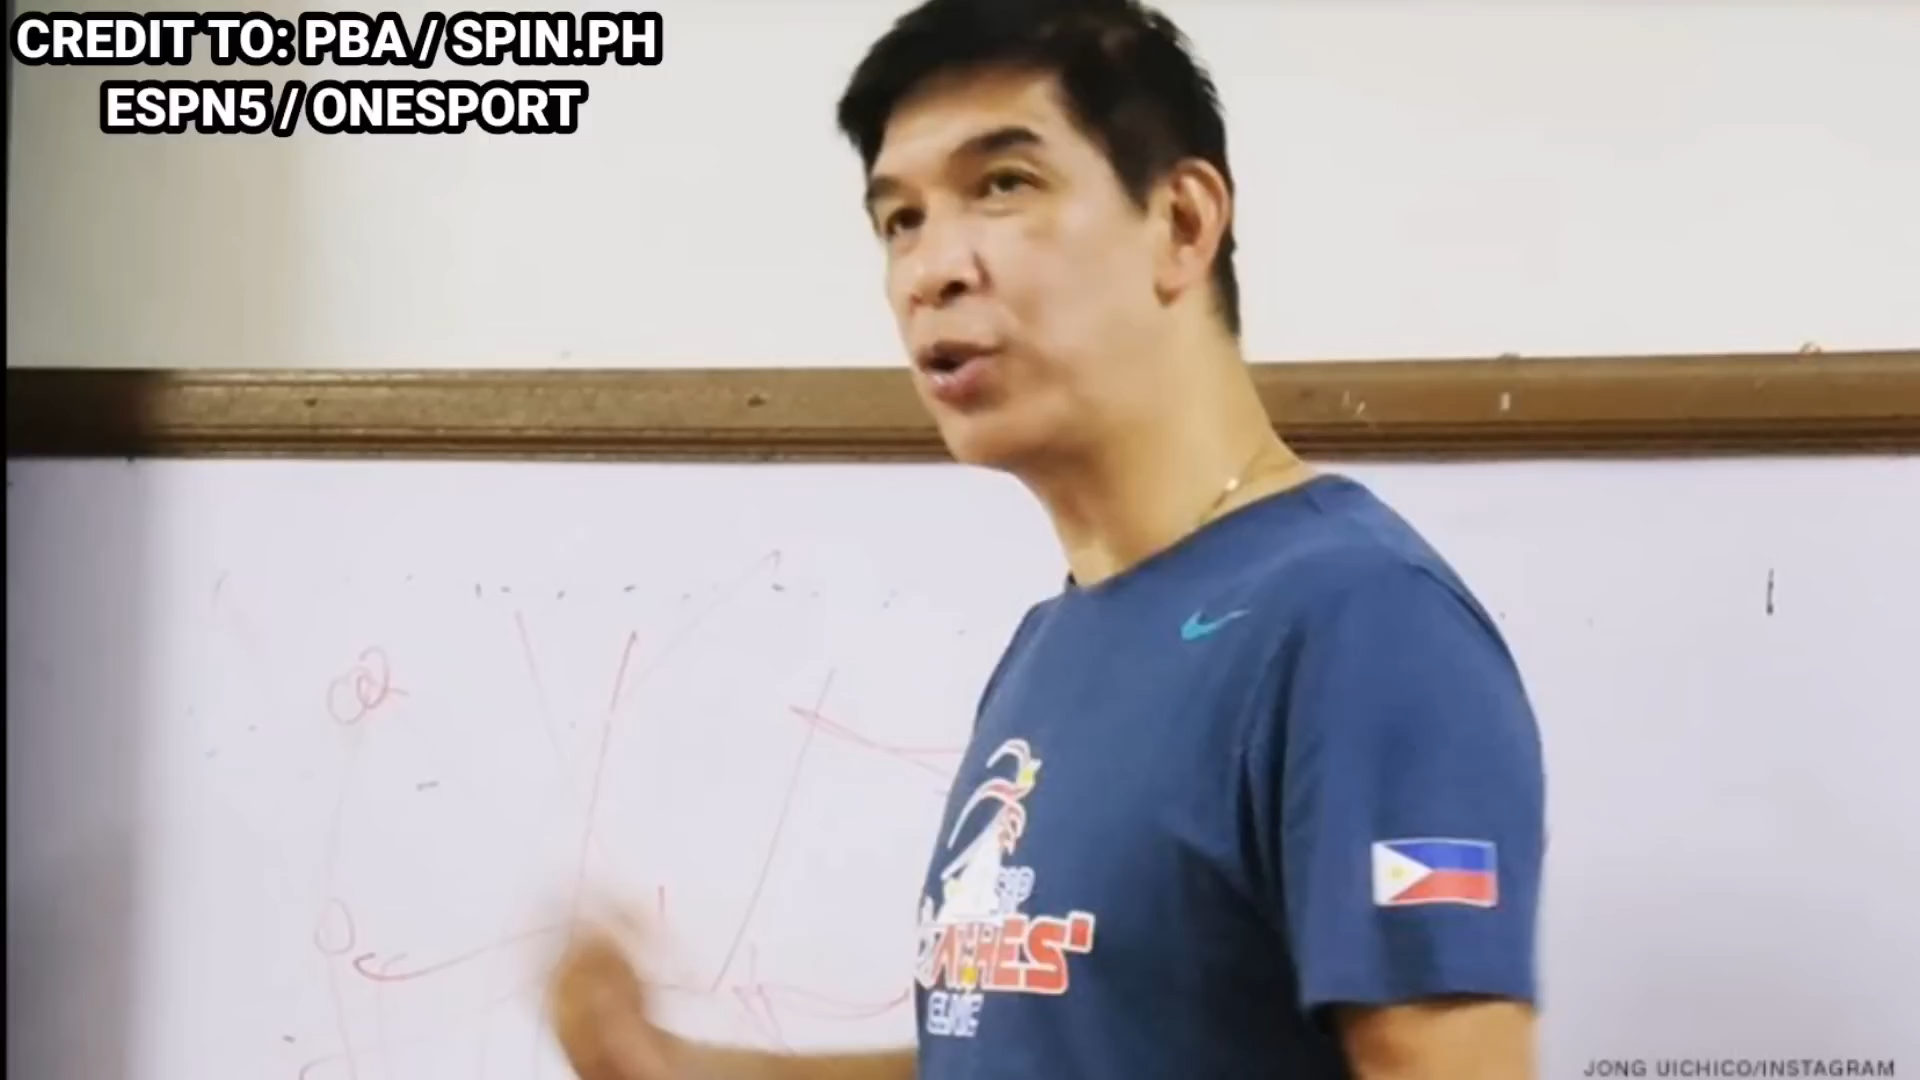 CREDIT TO: PBA / SPIN.PH
ESPN5 / ONESPORT
JONG UICHICO/INSTAGRAM